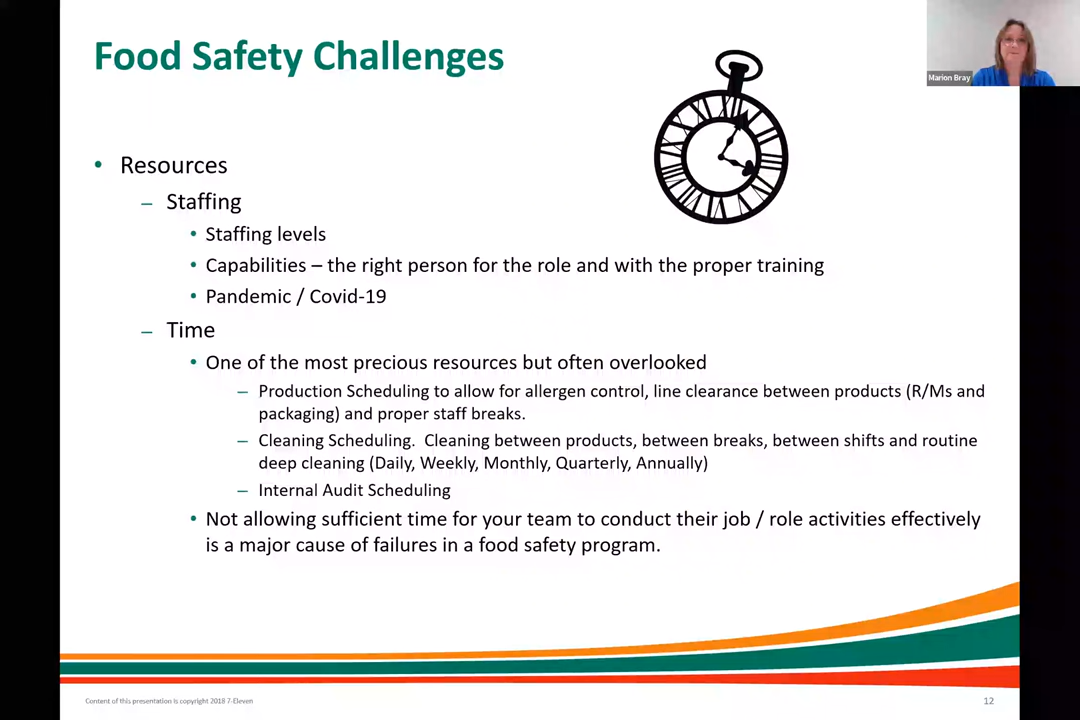 Food Safety Challenges
Marion Bray
• Resources
– Staffing
• Staffing levels
• Capabilities – the right person for the role and with the proper training
• Pandemic / Covid-19
– Time
• One of the most precious resources but often overlooked
– Production Scheduling to allow for allergen control, line clearance between products (R/Ms and
packaging) and proper staff breaks.
– Cleaning Scheduling.  Cleaning between products, between breaks, between shifts and routine
deep cleaning (Daily, Weekly, Monthly, Quarterly, Annually)
– Internal Audit Scheduling
• Not allowing sufficient time for your team to conduct their job / role activities effectively
is a major cause of failures in a food safety program.
Content of this presentation is copyright 2018 7-Eleven
12